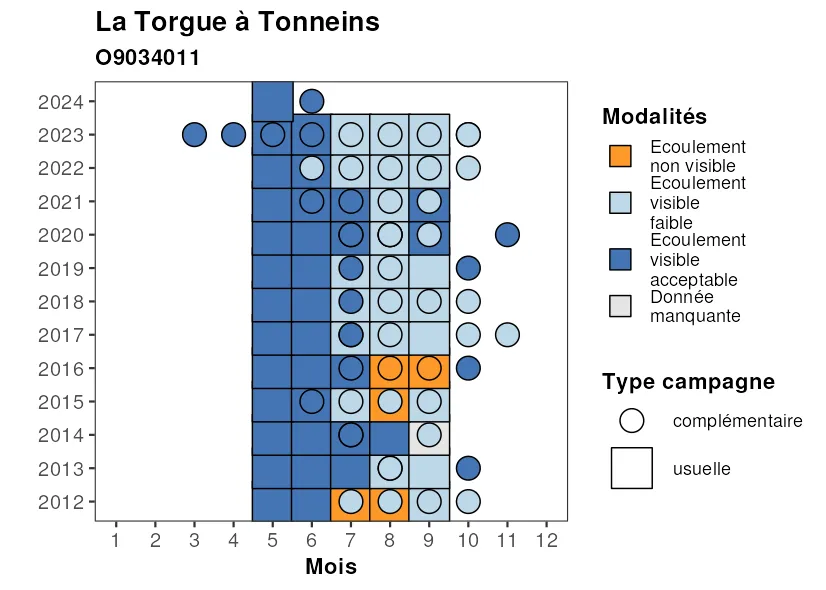 La Torgue à Tonneins
O9034011
2024
2023
2022
2021
2020
2019
2018
2017
2016
2015
2014
2013
2012
1 2 3 4 5 6 7 8 9 10 11 12
Mois
Modalités
Ecoulement
non visible
Ecoulement
visible
faible
Ecoulement
visible
acceptable
Donnée
manquante
Type campagne
complémentaire
usuelle